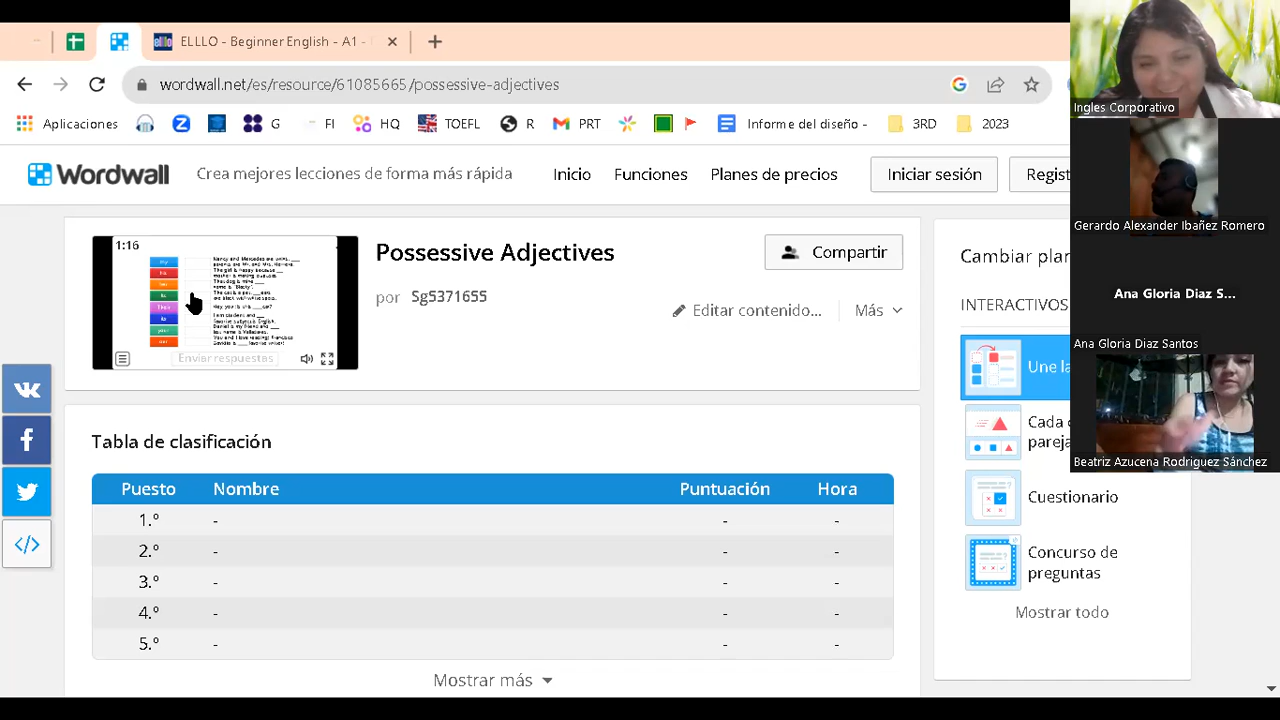 ELLLO - Beginner English - A1 -
wordwall.net/es/resource/61085665/possessive-adjectives
Aplicaciones Z G FI HQ TOEFL R PRT Informe del diseño - 3RD 2023
Wordwall Crea mejores lecciones de forma más rápida Inicio Funciones Planes de precios Iniciar sesión Regist
Ingles Corporativo
Gerardo Alexander Ibañez Romero
Ana Gloria Diaz S...
Ana Gloria Diaz Santos
Beatriz Azucena Rodriguez Sánchez
1:16
Enviar respuestas
Possessive Adjectives
Compartir
por Sg5371655
Editar contenido...
Más
Tabla de clasificación
Puesto Nombre Puntuación Hora
1.º - - -
2.º - - -
3.º - - -
4.º - - -
5.º - - -
Mostrar más
Cambiar plan
INTERACTIVOS
Une la
Cada
pareja
Cuestionario
Concurso de
preguntas
Mostrar todo